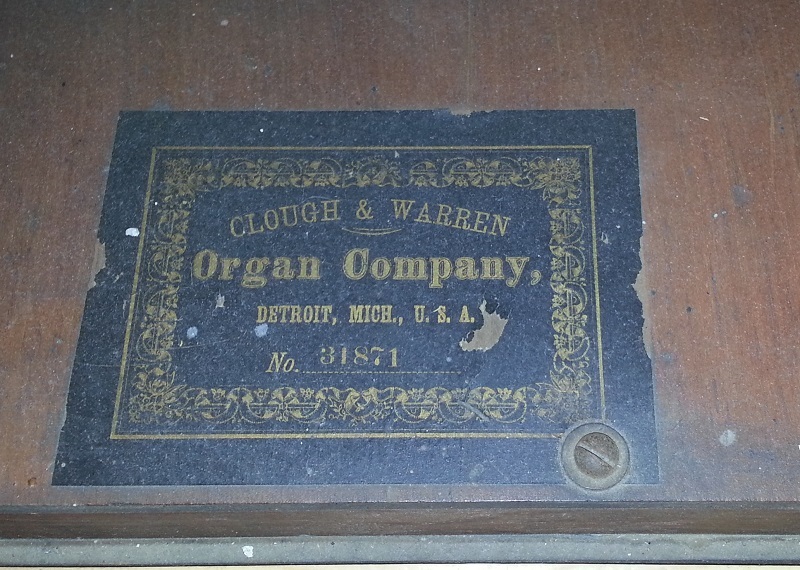 CLOUGH & WARREN
Organ Company,
DETROIT, MICH., U. S. A.
No. 31871